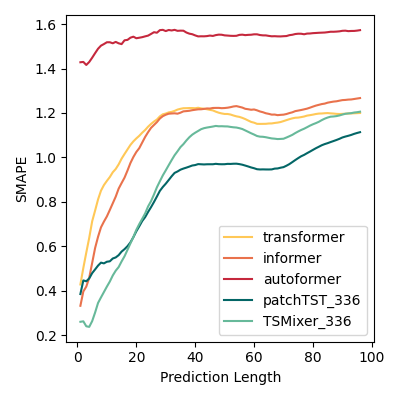 1.6
1.4
1.2
1.0
0.8
0.6
0.4
0.2
SMAPE
transformer
informer
autoformer
patchTST_336
TSMixer_336
0 20 40 60 80 100
Prediction Length